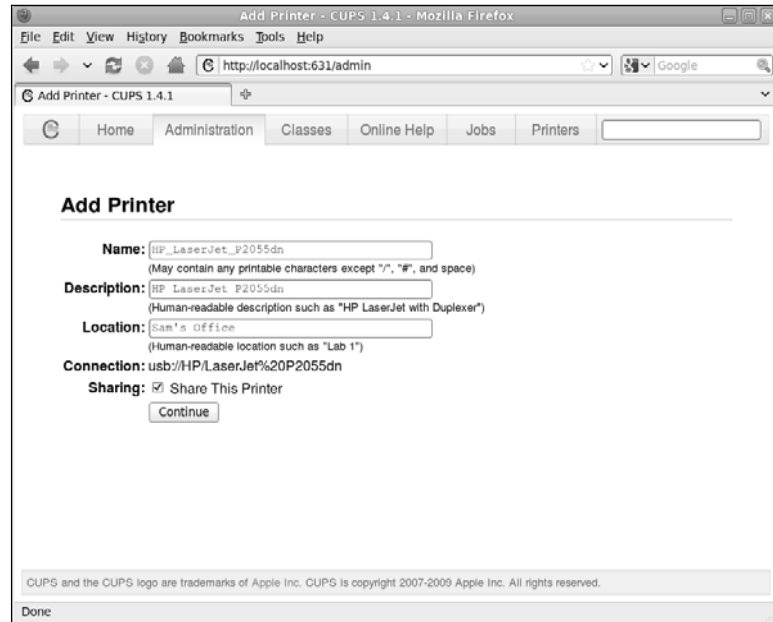 Add Printer - CUPS 1.4.1 - Mozilla Firefox
File Edit View History Bookmarks Tools Help
http://localhost:631/admin Google
Add Printer - CUPS 1.4.1
Home Administration Classes Online Help Jobs Printers
Add Printer
Name: HP_LaserJet_P2055dn
(May contain any printable characters except "/", "#", and space)
Description: HP LaserJet P2055dn
(Human-readable description such as "HP LaserJet with Duplexer")
Location: Sam's Office
(Human-readable location such as "Lab 1")
Connection: usb://HP/LaserJet%20P2055dn
Sharing: Share This Printer
Continue
CUPS and the CUPS logo are trademarks of Apple Inc. CUPS is copyright 2007-2009 Apple Inc. All rights reserved.
Done